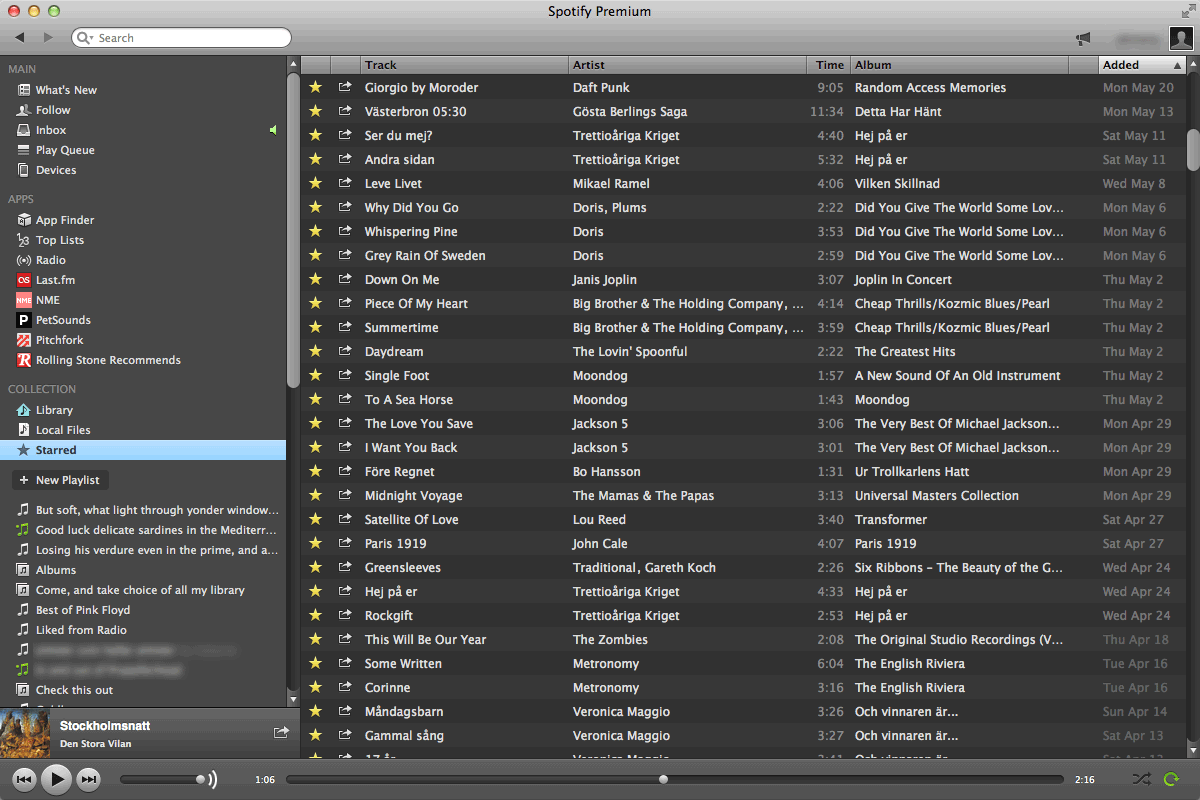 Spotify Premium
Search
MAIN
What's New
Follow
Inbox
Play Queue
Devices
APPS
App Finder
Top Lists
Radio
Last.fm
NME
PetSounds
Pitchfork
Rolling Stone Recommends
COLLECTION
Library
Local Files
Starred
+ New Playlist
But soft, what light through yonder window...
Good luck delicate sardines in the Mediterr...
Losing his verdure even in the prime, and a...
Albums
Come, and take choice of all my library
Best of Pink Floyd
Liked from Radio
Check this out
Stockholmsnatt
Den Stora Vilan
Track Artist Time Album Added
Giorgio by Moroder Daft Punk 9:05 Random Access Memories Mon May 20
Västerbron 05:30 Gösta Berlings Saga 11:34 Detta Har Hänt Mon May 13
Ser du mej? Trettioåriga Kriget 4:40 Hej på er Sat May 11
Andra sidan Trettioåriga Kriget 5:32 Hej på er Sat May 11
Leve Livet Mikael Ramel 4:06 Vilken Skillnad Wed May 8
Why Did You Go Doris, Plums 2:22 Did You Give The World Some Lov... Mon May 6
Whispering Pine Doris 3:53 Did You Give The World Some Lov... Mon May 6
Grey Rain Of Sweden Doris 2:59 Did You Give The World Some Lov... Mon May 6
Down On Me Janis Joplin 3:07 Joplin In Concert Thu May 2
Piece Of My Heart Big Brother & The Holding Company, ... 4:14 Cheap Thrills/Kozmic Blues/Pearl Thu May 2
Summertime Big Brother & The Holding Company, ... 3:59 Cheap Thrills/Kozmic Blues/Pearl Thu May 2
Daydream The Lovin' Spoonful 2:22 The Greatest Hits Thu May 2
Single Foot Moondog 1:57 A New Sound Of An Old Instrument Thu May 2
To A Sea Horse Moondog 1:43 Moondog Thu May 2
The Love You Save Jackson 5 3:06 The Very Best Of Michael Jackson... Mon Apr 29
I Want You Back Jackson 5 3:01 The Very Best Of Michael Jackson... Mon Apr 29
Före Regnet Bo Hansson 1:31 Ur Trollkarlens Hatt Mon Apr 29
Midnight Voyage The Mamas & The Papas 3:13 Universal Masters Collection Mon Apr 29
Satellite Of Love Lou Reed 3:40 Transformer Sat Apr 27
Paris 1919 John Cale 4:07 Paris 1919 Sat Apr 27
Greensleeves Traditional, Gareth Koch 2:26 Six Ribbons – The Beauty of the G... Wed Apr 24
Hej på er Trettioåriga Kriget 4:33 Hej på er Wed Apr 24
Rockgift Trettioåriga Kriget 2:53 Hej på er Wed Apr 24
This Will Be Our Year The Zombies 2:08 The Original Studio Recordings (V... Thu Apr 18
Some Written Metronomy 6:04 The English Riviera Tue Apr 16
Corinne Metronomy 3:16 The English Riviera Tue Apr 16
Måndagsbarn Veronica Maggio 3:26 Och vinnaren är... Sun Apr 14
Gammal sång Veronica Maggio 3:27 Och vinnaren är... Sat Apr 13
17 år Veronica Maggio Och vinnaren är...
1:06 2:16